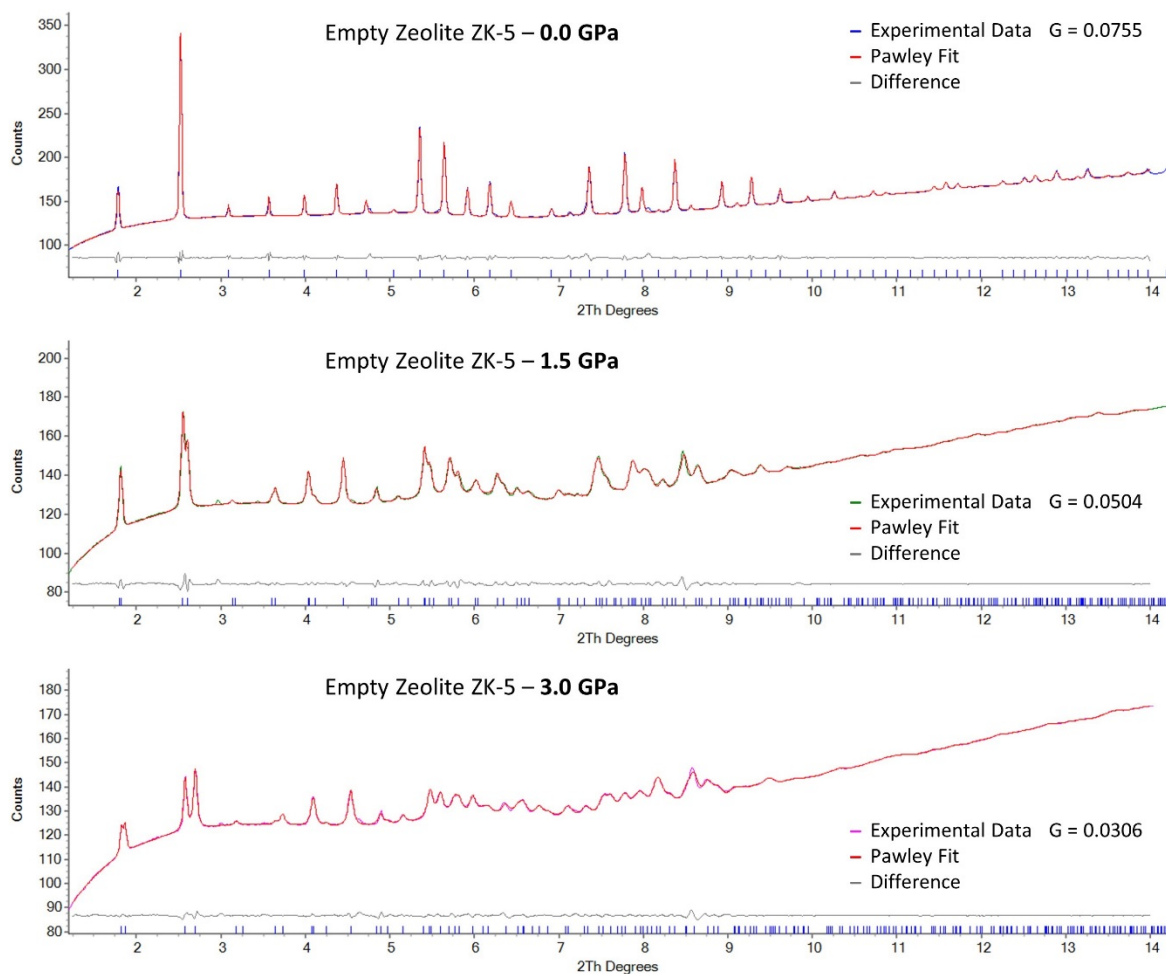 Empty Zeolite ZK-5 – 0.0 GPa
Experimental Data G = 0.0755
Pawley Fit
Difference
Counts
350
300
250
200
150
100
2 3 4 5 6 7 8 9 10 11 12 13 14
2Th Degrees
Empty Zeolite ZK-5 – 1.5 GPa
Experimental Data G = 0.0504
Pawley Fit
Difference
Counts
200
180
160
140
120
100
80
2 3 4 5 6 7 8 9 10 11 12 13 14
2Th Degrees
Empty Zeolite ZK-5 – 3.0 GPa
Experimental Data G = 0.0306
Pawley Fit
Difference
Counts
180
170
160
150
140
130
120
110
100
90
80
2 3 4 5 6 7 8 9 10 11 12 13 14
2Th Degrees